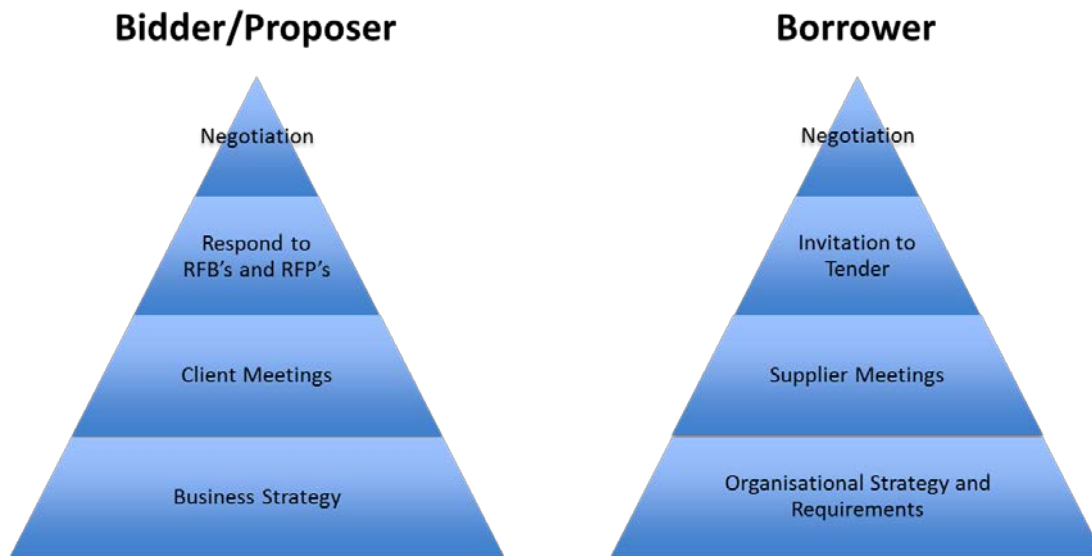 Bidder/Proposer
Negotiation
Respond to
RFB's and RFP's
Client Meetings
Business Strategy
Borrower
Negotiation
Invitation to
Tender
Supplier Meetings
Organisational Strategy and
Requirements